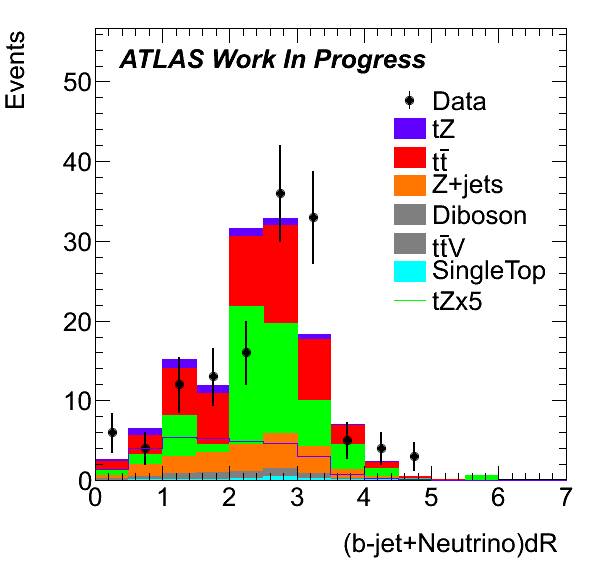 Events
ATLAS Work In Progress
50
40
30
20
10
0
Data
tZ
tt̄
Z+jets
Diboson
tt̄V
SingleTop
tZx5
0 1 2 3 4 5 6 7
(b-jet+Neutrino)dR